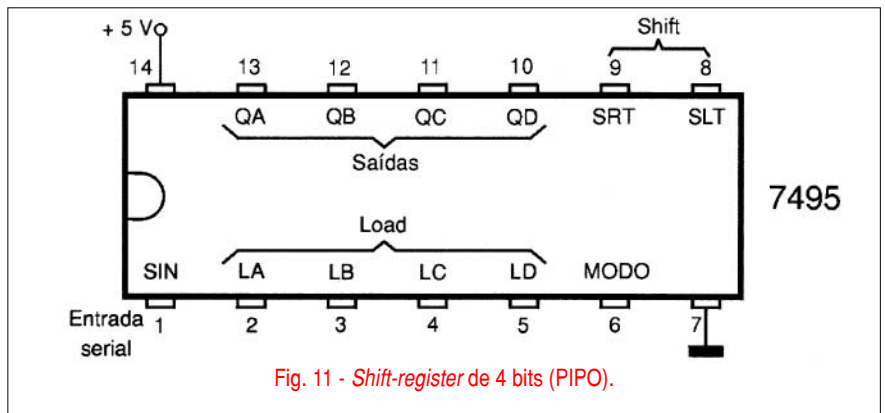 + 5 V
Shift
14 13 12 11 10 9 8
QA QB QC QD SRT SLT
Saídas
7495
Load
SIN LA LB LC LD MODO
Entrada serial
1 2 3 4 5 6 7
Fig. 11 - Shift-register de 4 bits (PIPO).